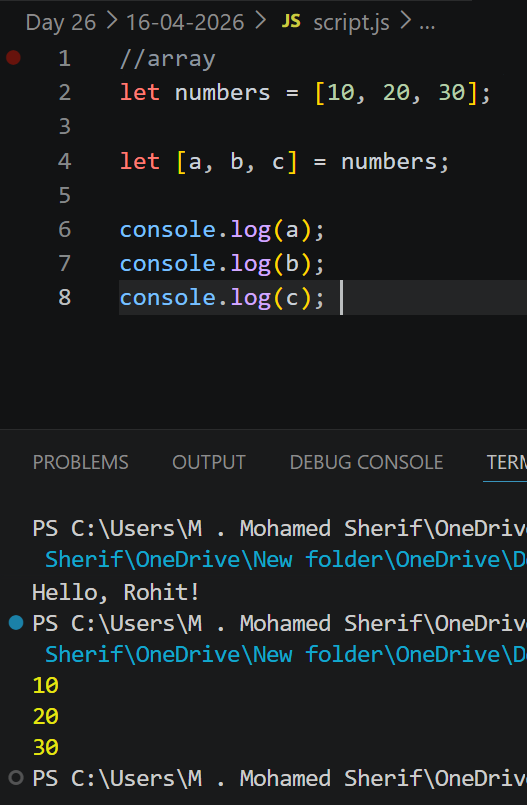 Day 26 > 16-04-2026 > JS script.js > ...
1 //array
2 let numbers = [10, 20, 30];
3
4 let [a, b, c] = numbers;
5
6 console.log(a);
7 console.log(b);
8 console.log(c);
PROBLEMS OUTPUT DEBUG CONSOLE TERM
PS C:\Users\M . Mohamed Sherif\OneDriv
Sherif\OneDrive\New folder\OneDrive\D
Hello, Rohit!
PS C:\Users\M . Mohamed Sherif\OneDriv
Sherif\OneDrive\New folder\OneDrive\D
10
20
30
PS C:\Users\M . Mohamed Sherif\OneDriv